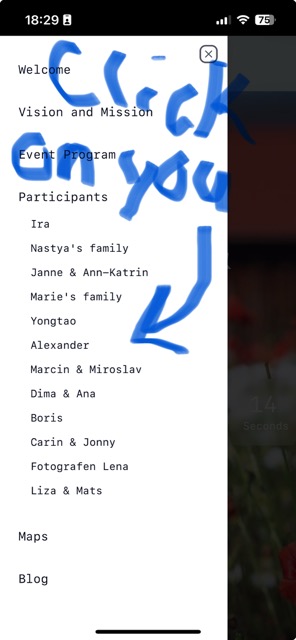 18:29
75
Click
Welcome
Vision and Mission
on you
Event Program
Participants
Ira
Nastya's family
Janne & Ann-Katrin
Marie's family
Yongtao
Alexander
Marcin & Miroslav
Dima & Ana
14
Boris
Seconds
Carin & Jonny
Fotografen Lena
Liza & Mats
Maps
Blog